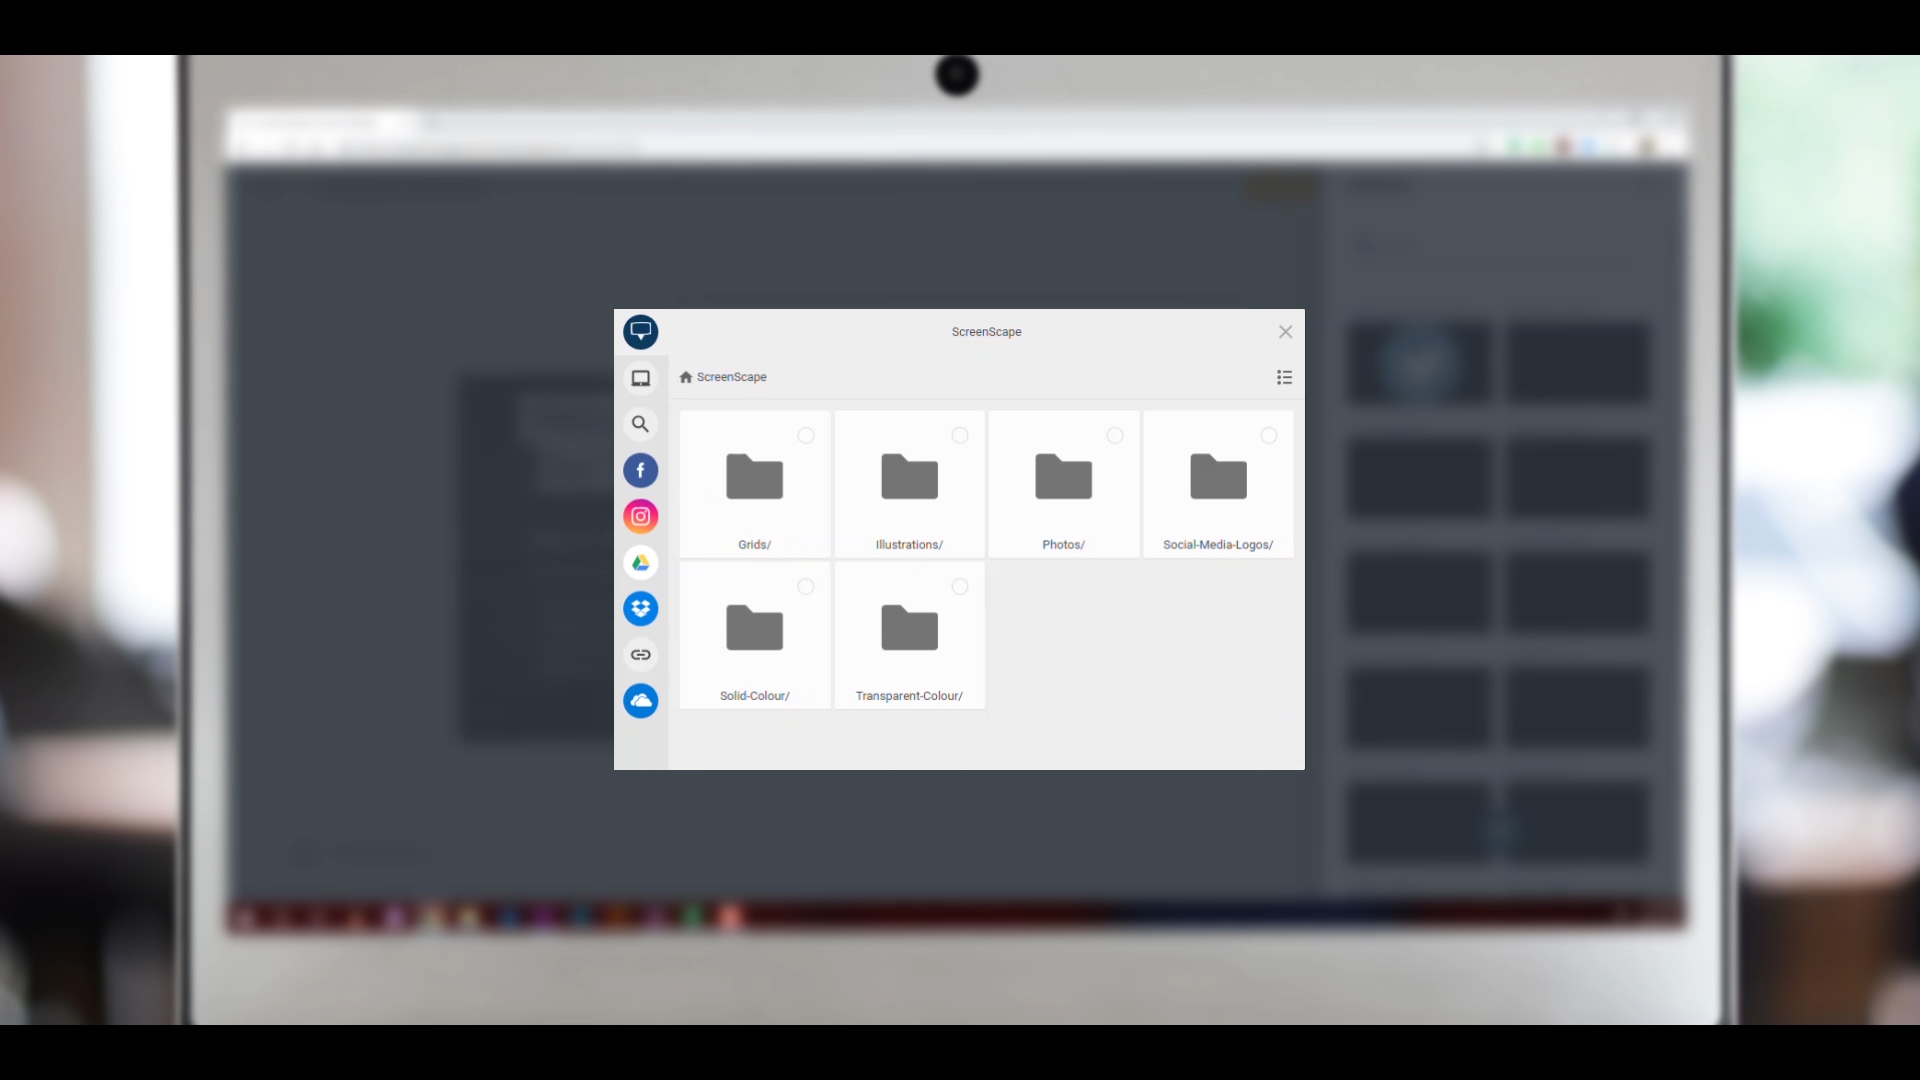 ScreenScape
ScreenScape
Grids/
Illustrations/
Photos/
Social-Media-Logos/
Solid-Colour/
Transparent-Colour/